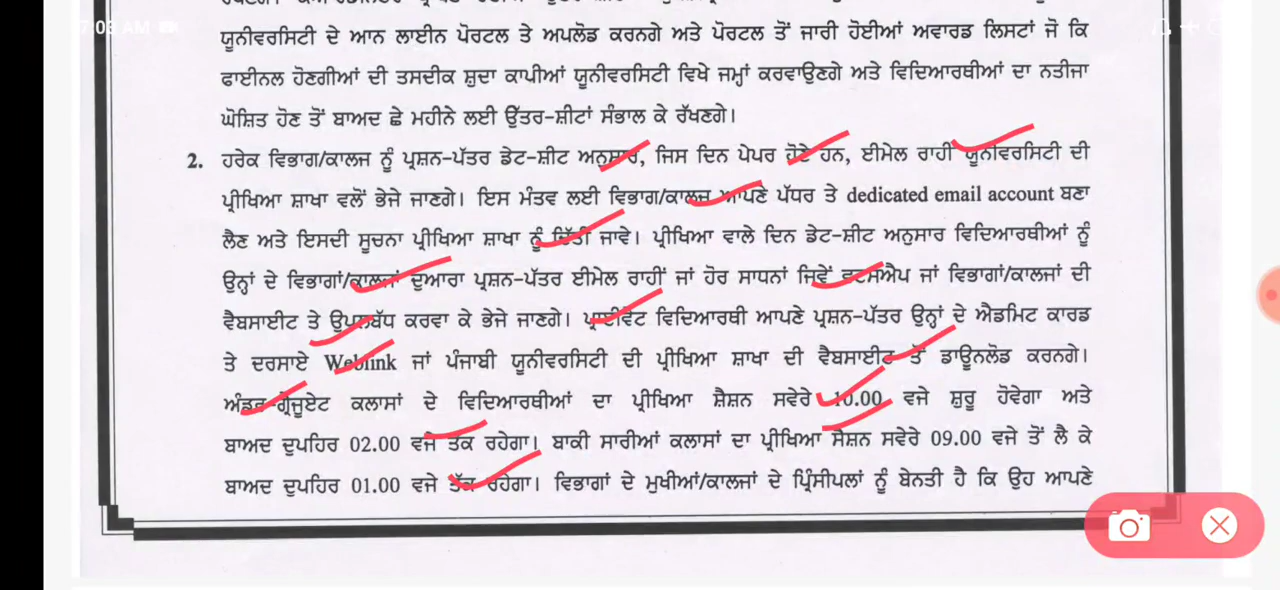 7:03 AM
ਯੂਨੀਵਰਸਿਟੀ ਦੇ ਆਨ ਲਾਈਨ ਪੋਰਟਲ ਤੇ ਅਪਲੋਡ ਕਰਨਗੇ ਅਤੇ ਪੋਰਟਲ ਤੋਂ ਜਾਰੀ ਹੋਈਆਂ ਅਵਾਰਡ ਲਿਸਟਾਂ ਜੋ ਕਿ
ਫਾਈਨਲ ਹੋਣਗੀਆਂ ਦੀ ਤਸਦੀਕ ਸ਼ੁਦਾ ਕਾਪੀਆਂ ਯੂਨੀਵਰਸਿਟੀ ਵਿਖੇ ਜਮ੍ਹਾਂ ਕਰਵਾਉਣਗੇ ਅਤੇ ਵਿਦਿਆਰਥੀਆਂ ਦਾ ਨਤੀਜਾ
ਘੋਸ਼ਿਤ ਹੋਣ ਤੋਂ ਬਾਅਦ ਛੇ ਮਹੀਨੇ ਲਈ ਉੱਤਰ-ਸ਼ੀਟਾਂ ਸੰਭਾਲ ਕੇ ਰੱਖਣਗੇ।
2. ਹਰੇਕ ਵਿਭਾਗ/ਕਾਲਜ ਨੂੰ ਪ੍ਰਸ਼ਨ-ਪੱਤਰ ਡੇਟ-ਸ਼ੀਟ ਅਨੁਸਾਰ, ਜਿਸ ਦਿਨ ਪੇਪਰ ਹੋਣੇ ਹਨ, ਈਮੇਲ ਰਾਹੀਂ ਯੂਨੀਵਰਸਿਟੀ ਦੀ
ਪ੍ਰੀਖਿਆ ਸ਼ਾਖਾ ਵਲੋਂ ਭੇਜੇ ਜਾਣਗੇ। ਇਸ ਮੰਤਵ ਲਈ ਵਿਭਾਗ/ਕਾਲਜ ਆਪਣੇ ਪੱਧਰ ਤੇ dedicated email account ਬਣਾ
ਲੈਣ ਅਤੇ ਇਸਦੀ ਸੂਚਨਾ ਪ੍ਰੀਖਿਆ ਸ਼ਾਖਾ ਨੂੰ ਦਿੱਤੀ ਜਾਵੇ। ਪ੍ਰੀਖਿਆ ਵਾਲੇ ਦਿਨ ਡੇਟ-ਸ਼ੀਟ ਅਨੁਸਾਰ ਵਿਦਿਆਰਥੀਆਂ ਨੂੰ
ਉਨ੍ਹਾਂ ਦੇ ਵਿਭਾਗਾਂ/ਕਾਲਜਾਂ ਦੁਆਰਾ ਪ੍ਰਸ਼ਨ-ਪੱਤਰ ਈਮੇਲ ਰਾਹੀਂ ਜਾਂ ਹੋਰ ਸਾਧਨਾਂ ਜਿਵੇਂ ਵਟਸਐਪ ਜਾਂ ਵਿਭਾਗਾਂ/ਕਾਲਜਾਂ ਦੀ
ਵੈਬਸਾਈਟ ਤੇ ਉਪਲਬੱਧ ਕਰਵਾ ਕੇ ਭੇਜੇ ਜਾਣਗੇ। ਪ੍ਰਾਈਵੇਟ ਵਿਦਿਆਰਥੀ ਆਪਣੇ ਪ੍ਰਸ਼ਨ-ਪੱਤਰ ਉਨ੍ਹਾਂ ਦੇ ਐਡਮਿਟ ਕਾਰਡ
ਤੇ ਦਰਸਾਏ Weblink ਜਾਂ ਪੰਜਾਬੀ ਯੂਨੀਵਰਸਿਟੀ ਦੀ ਪ੍ਰੀਖਿਆ ਸ਼ਾਖਾ ਦੀ ਵੈਬਸਾਈਟ ਤੋਂ ਡਾਊਨਲੋਡ ਕਰਨਗੇ।
ਅੰਡਰ-ਗ੍ਰੈਜੂਏਟ ਕਲਾਸਾਂ ਦੇ ਵਿਦਿਆਰਥੀਆਂ ਦਾ ਪ੍ਰੀਖਿਆ ਸ਼ੈਸ਼ਨ ਸਵੇਰੇ 10.00 ਵਜੇ ਸ਼ੁਰੂ ਹੋਵੇਗਾ ਅਤੇ
ਬਾਅਦ ਦੁਪਹਿਰ 02.00 ਵਜੇ ਤੱਕ ਰਹੇਗਾ। ਬਾਕੀ ਸਾਰੀਆਂ ਕਲਾਸਾਂ ਦਾ ਪ੍ਰੀਖਿਆ ਸੈਸ਼ਨ ਸਵੇਰੇ 09.00 ਵਜੇ ਤੋਂ ਲੈ ਕੇ
ਬਾਅਦ ਦੁਪਹਿਰ 01.00 ਵਜੇ ਤੱਕ ਰਹੇਗਾ। ਵਿਭਾਗਾਂ ਦੇ ਮੁਖੀਆਂ/ਕਾਲਜਾਂ ਦੇ ਪ੍ਰਿੰਸੀਪਲਾਂ ਨੂੰ ਬੇਨਤੀ ਹੈ ਕਿ ਉਹ ਆਪਣੇ